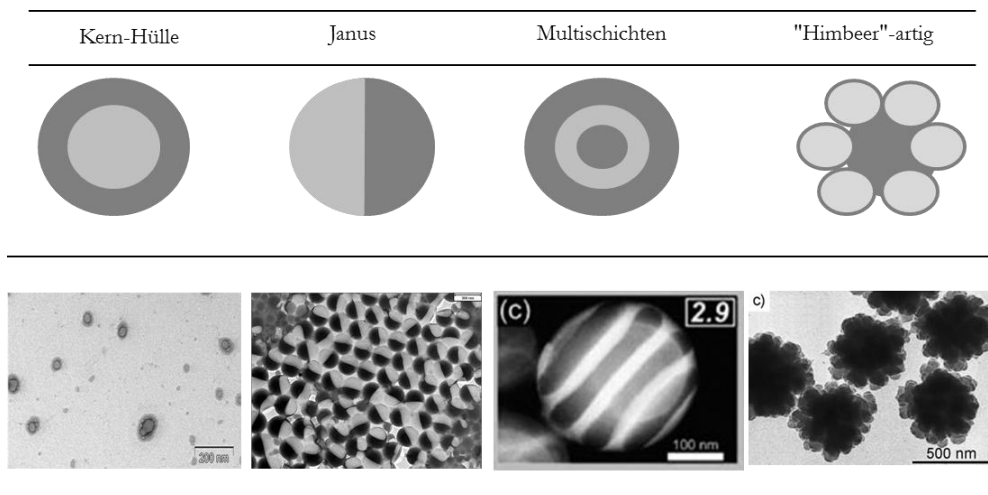 Kern-Hülle
Janus
Multischichten
"Himbeer"-artig
200 nm
(c)
2.9
100 nm
c)
500 nm